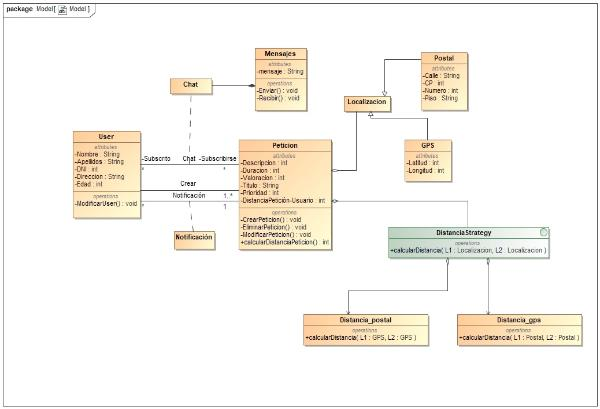 package Model[ Model ]
Mensajes
attributes
-mensaje : String
operations
-Enviar() : void
-Recibir() : void
Chat
Postal
attributes
-Calle : String
-CP : int
-Numero : int
-Piso : String
Localizacion
GPS
attributes
-Latitud : int
-Longitud : int
User
attributes
-Nombre : String
-Apellidos : String
-DNI : int
-Direccion : String
-Edad : int
operations
-ModificarUser() : void
-Subscrito
Chat
-Subscribirse
*
*
Crear
Notificación
1..*
*
1
Notificación
Peticion
attributes
-Descripcion : int
-Duracion : int
-Valoracion : int
-Titulo : String
-Prioridad : int
-DistanciaPetición-Usuario : int
operations
-CrearPeticion() : void
-EliminarPeticion() : void
-ModificarPeticion() : void
+calcularDistanciaPeticion() : int
DistanciaStrategy
operations
+calcularDistancia( L1 : Localizacion, L2 : Localizacion )
Distancia_postal
operations
+calcularDistancia( L1 : GPS, L2 : GPS )
Distancia_gps
operations
+calcularDistancia( L1 : Postal, L2 : Postal )